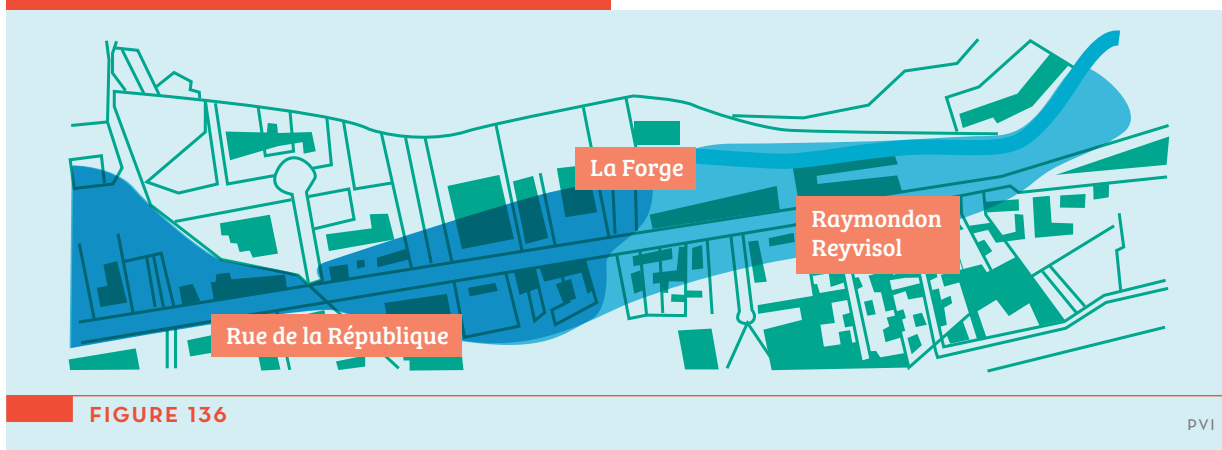 La Forge
Raymondon
Reyvisol
Rue de la République
FIGURE 136
PVI